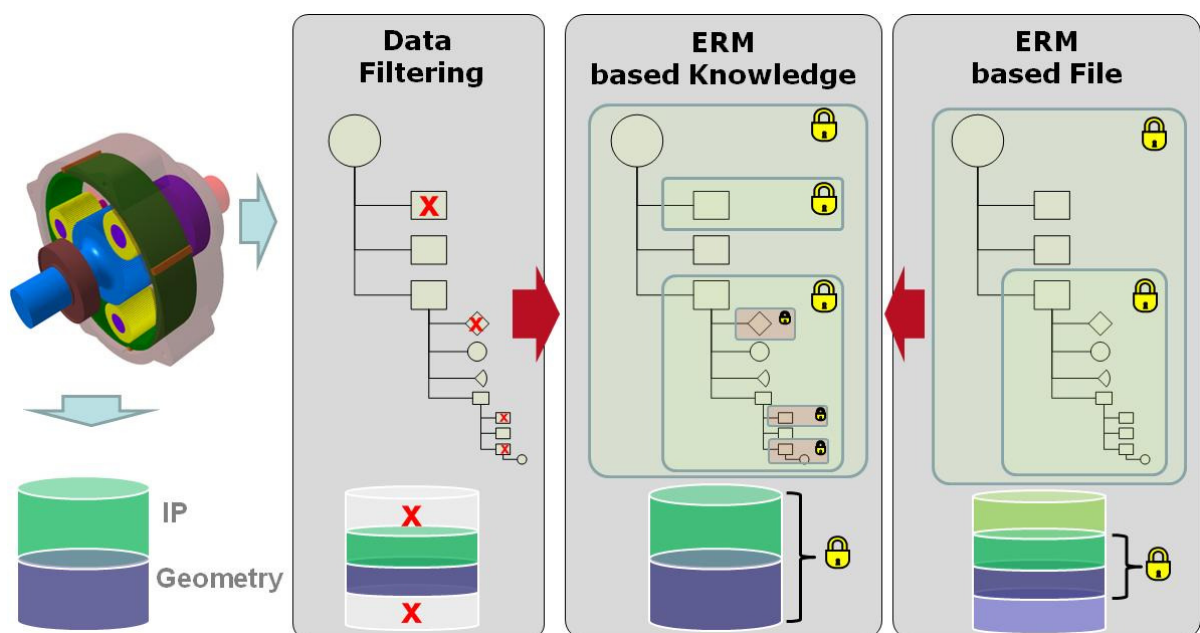 Data
Filtering
ERM
based Knowledge
ERM
based File
X
X
X
X
IP
Geometry
X
X